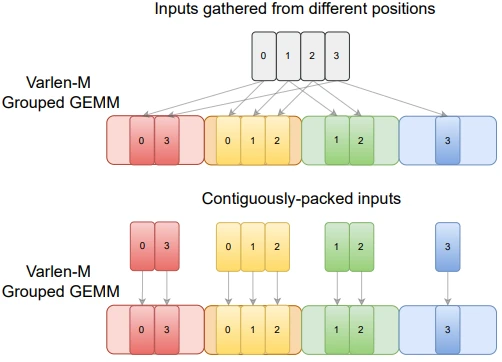 Inputs gathered from different positions
0 1 2 3
Varlen-M
Grouped GEMM
0 3 0 1 2 1 2 3
Contiguously-packed inputs
0 3 0 1 2 1 2 3
Varlen-M
Grouped GEMM
0 3 0 1 2 1 2 3